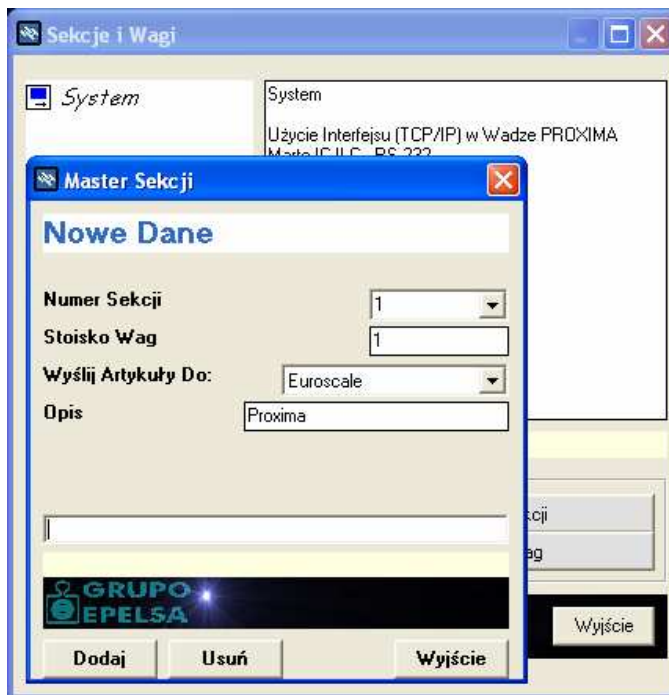 Sekcje i Wagi
System
System
Użycie Interfejsu (TCP/IP) w Wadze PROXIMA
Master Sekcji
Nowe Dane
Numer Sekcji 1
Stoisko Wag 1
Wyślij Artykuły Do: Euroscale
Opis Proxima
GRUPO
EPELSA
Dodaj Usuń Wyjście
Wyjście